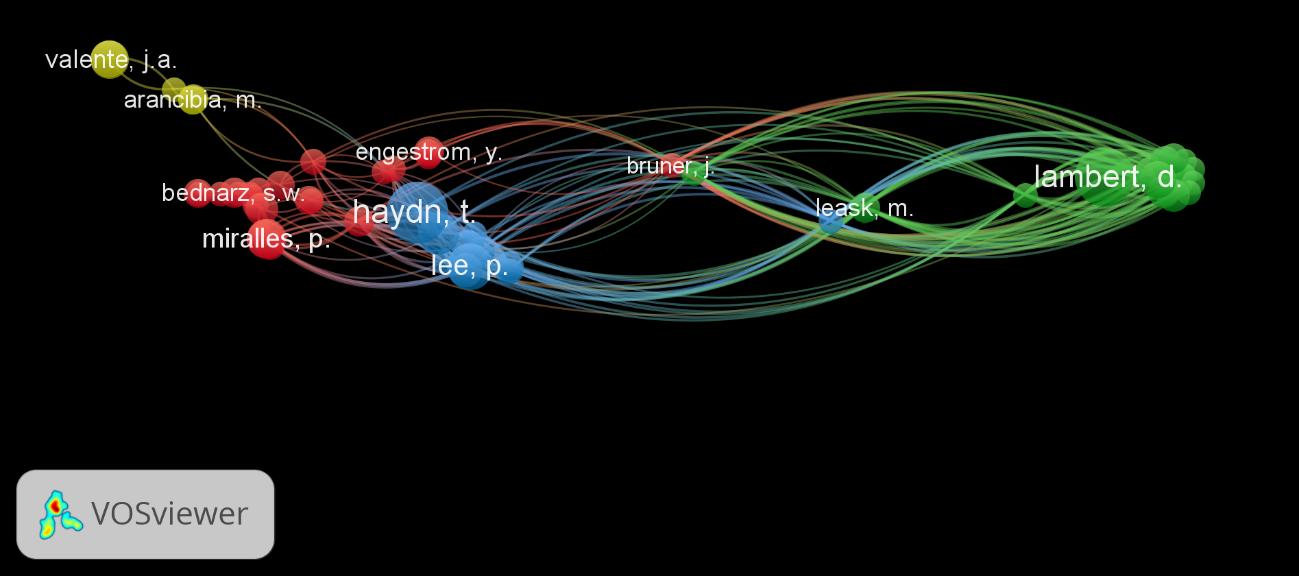 valente, j.a.
arancibia, m.
engestrom, y.
bruner, j.
bednarz, s.w.
lambert, d.
haydn, t.
leask, m.
miralles, p.
lee, p.
VOSviewer